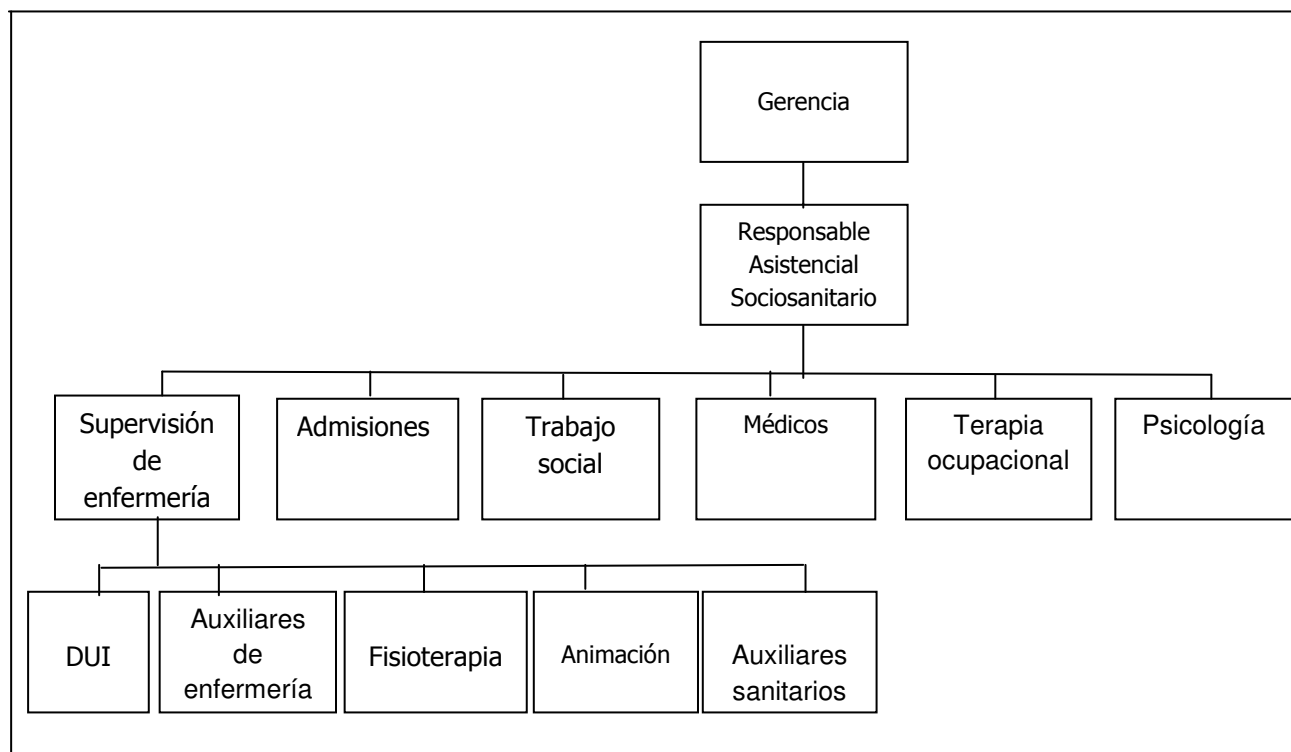 Gerencia
Responsable
Asistencial
Sociosanitario
Supervisión
de
enfermería
Admisiones
Trabajo
social
Médicos
Terapia
ocupacional
Psicología
DUI
Auxiliares
de
enfermería
Fisioterapia
Animación
Auxiliares
sanitarios